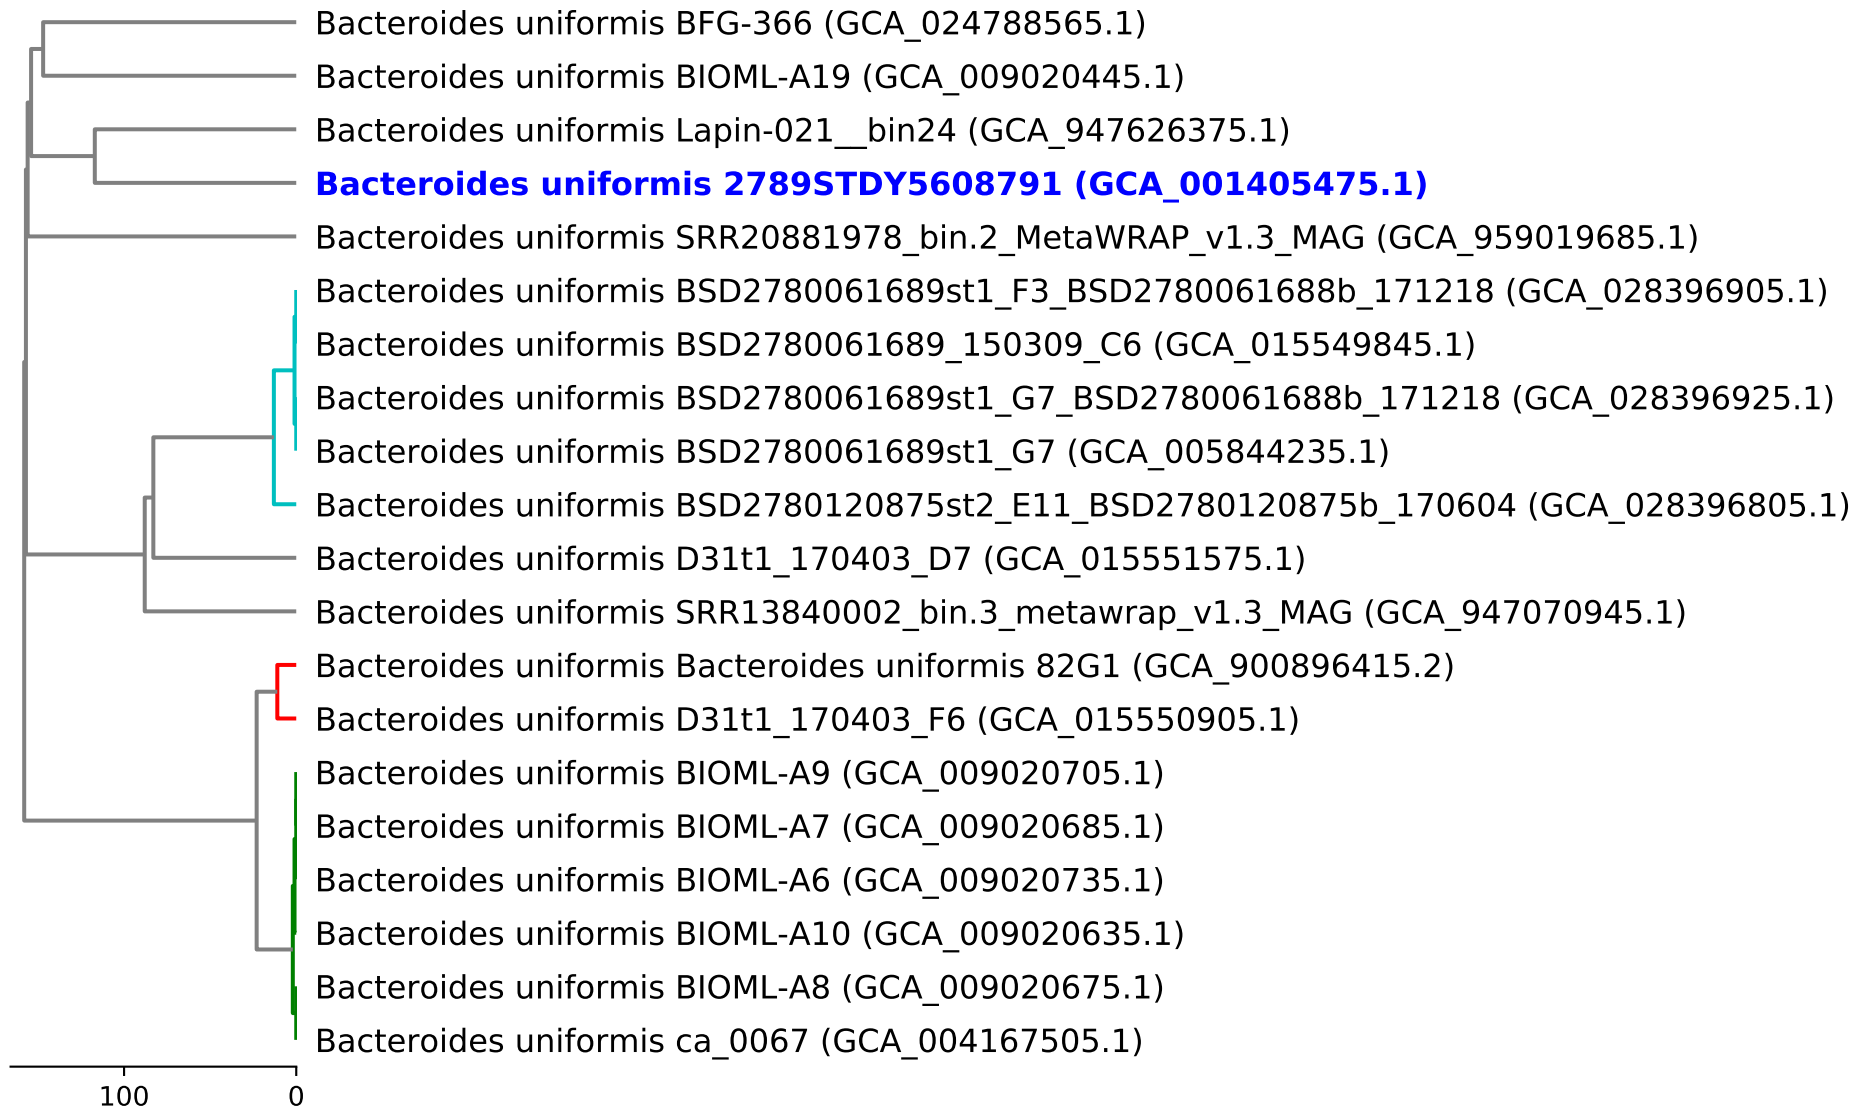 Bacteroides uniformis BFG-366 (GCA_024788565.1)
Bacteroides uniformis BIOML-A19 (GCA_009020445.1)
Bacteroides uniformis Lapin-021__bin24 (GCA_947626375.1)
Bacteroides uniformis 2789STDY5608791 (GCA_001405475.1)
Bacteroides uniformis SRR20881978_bin.2_MetaWRAP_v1.3_MAG (GCA_959019685.1)
Bacteroides uniformis BSD2780061689st1_F3_BSD2780061688b_171218 (GCA_028396905.1)
Bacteroides uniformis BSD2780061689_150309_C6 (GCA_015549845.1)
Bacteroides uniformis BSD2780061689st1_G7_BSD2780061688b_171218 (GCA_028396925.1)
Bacteroides uniformis BSD2780061689st1_G7 (GCA_005844235.1)
Bacteroides uniformis BSD2780120875st2_E11_BSD2780120875b_170604 (GCA_028396805.1)
Bacteroides uniformis D31t1_170403_D7 (GCA_015551575.1)
Bacteroides uniformis SRR13840002_bin.3_metawrap_v1.3_MAG (GCA_947070945.1)
Bacteroides uniformis Bacteroides uniformis 82G1 (GCA_900896415.2)
Bacteroides uniformis D31t1_170403_F6 (GCA_015550905.1)
Bacteroides uniformis BIOML-A9 (GCA_009020705.1)
Bacteroides uniformis BIOML-A7 (GCA_009020685.1)
Bacteroides uniformis BIOML-A6 (GCA_009020735.1)
Bacteroides uniformis BIOML-A10 (GCA_009020635.1)
Bacteroides uniformis BIOML-A8 (GCA_009020675.1)
Bacteroides uniformis ca_0067 (GCA_004167505.1)
100 0